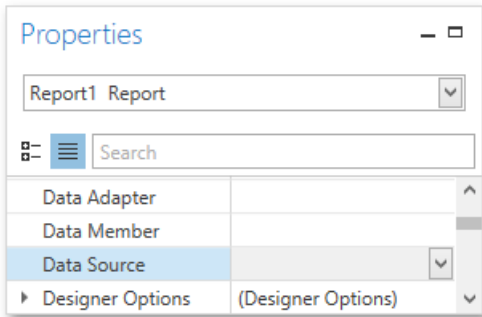 Properties
Report1 Report
Search
Data Adapter
Data Member
Data Source
Designer Options (Designer Options)